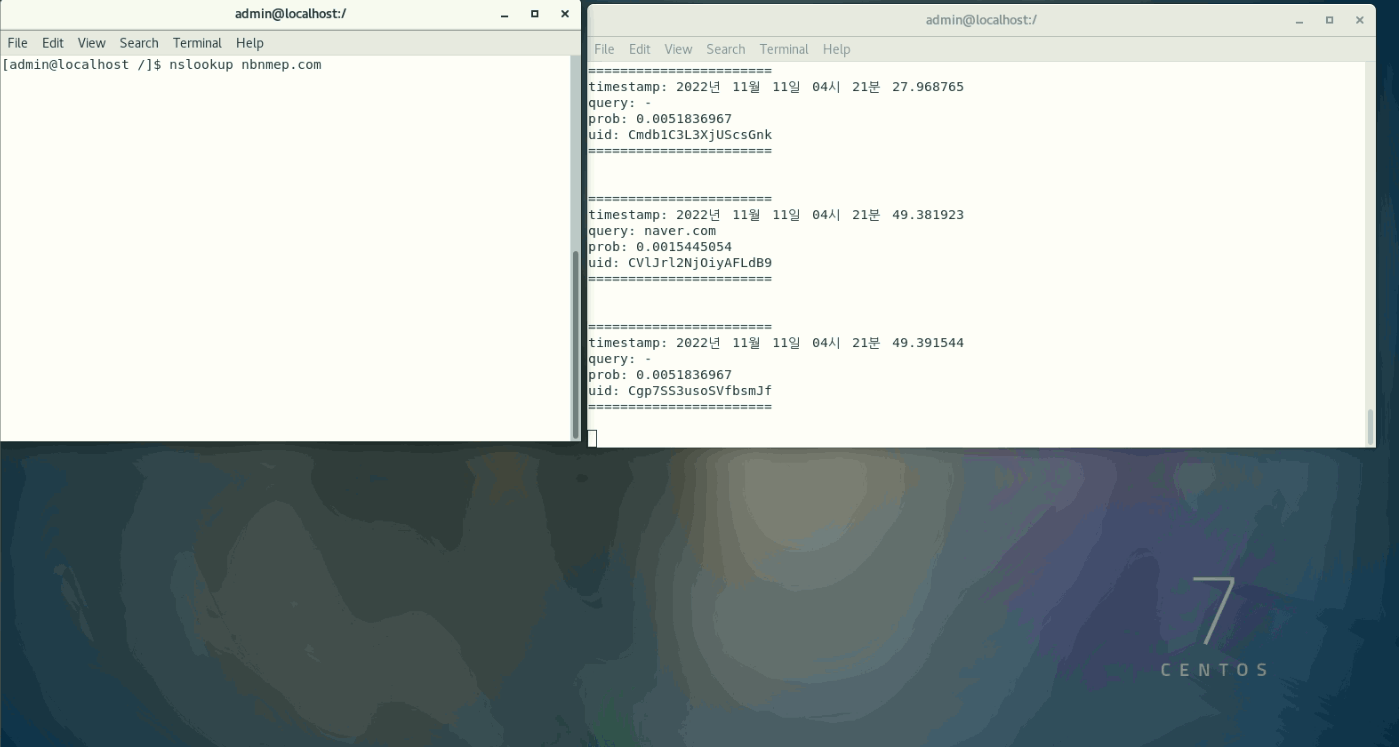 admin@localhost:/
File Edit View Search Terminal Help
[admin@localhost /]$ nslookup nbnmep.com
admin@localhost:/
File Edit View Search Terminal Help
=======================
timestamp: 2022년 11월 11일 04시 21분 27.968765
query: -
prob: 0.0051836967
uid: Cmdb1C3L3XjUScsGnk
=======================
=======================
timestamp: 2022년 11월 11일 04시 21분 49.381923
query: naver.com
prob: 0.0015445054
uid: CVlJrl2NjOiyAFLdB9
=======================
=======================
timestamp: 2022년 11월 11일 04시 21분 49.391544
query: -
prob: 0.0051836967
uid: Cgp7SS3usoSVfbsmJf
=======================
7
CENTOS